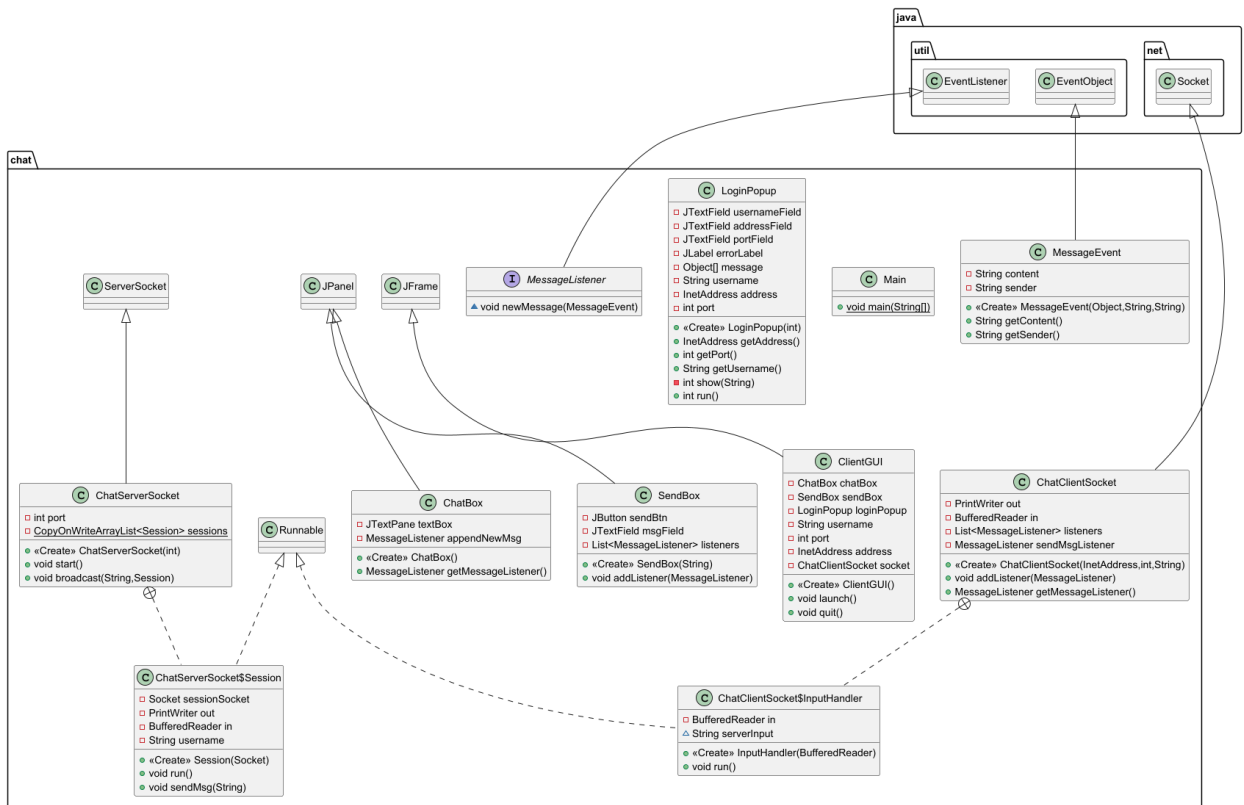 java
util
net
C EventListener
C EventObject
C Socket
chat
C LoginPopup
JTextField usernameField
JTextField addressField
JTextField portField
JLabel errorLabel
Object[] message
String username
InetAddress address
int port
«Create» LoginPopup(int)
InetAddress getAddress()
int getPort()
String getUsername()
int show(String)
int run()
C ServerSocket
C JPanel
C JFrame
I MessageListener
void newMessage(MessageEvent)
C Main
void main(String[])
C MessageEvent
String content
String sender
«Create» MessageEvent(Object,String,String)
String getContent()
String getSender()
C ChatServerSocket
int port
CopyOnWriteArrayList<Session> sessions
«Create» ChatServerSocket(int)
void start()
void broadcast(String,Session)
C Runnable
C ChatBox
JTextPane textBox
MessageListener appendNewMsg
«Create» ChatBox()
MessageListener getMessageListener()
C SendBox
JButton sendBtn
JTextField msgField
List<MessageListener> listeners
«Create» SendBox(String)
void addListener(MessageListener)
C ClientGUI
ChatBox chatBox
SendBox sendBox
LoginPopup loginPopup
String username
int port
InetAddress address
ChatClientSocket socket
«Create» ClientGUI()
void launch()
void quit()
C ChatClientSocket
PrintWriter out
BufferedReader in
List<MessageListener> listeners
MessageListener sendMsgListener
«Create» ChatClientSocket(InetAddress,int,String)
void addListener(MessageListener)
MessageListener getMessageListener()
C ChatServerSocket$Session
Socket sessionSocket
PrintWriter out
BufferedReader in
String username
«Create» Session(Socket)
void run()
void sendMsg(String)
C ChatClientSocket$InputHandler
BufferedReader in
String serverInput
«Create» InputHandler(BufferedReader)
void run()